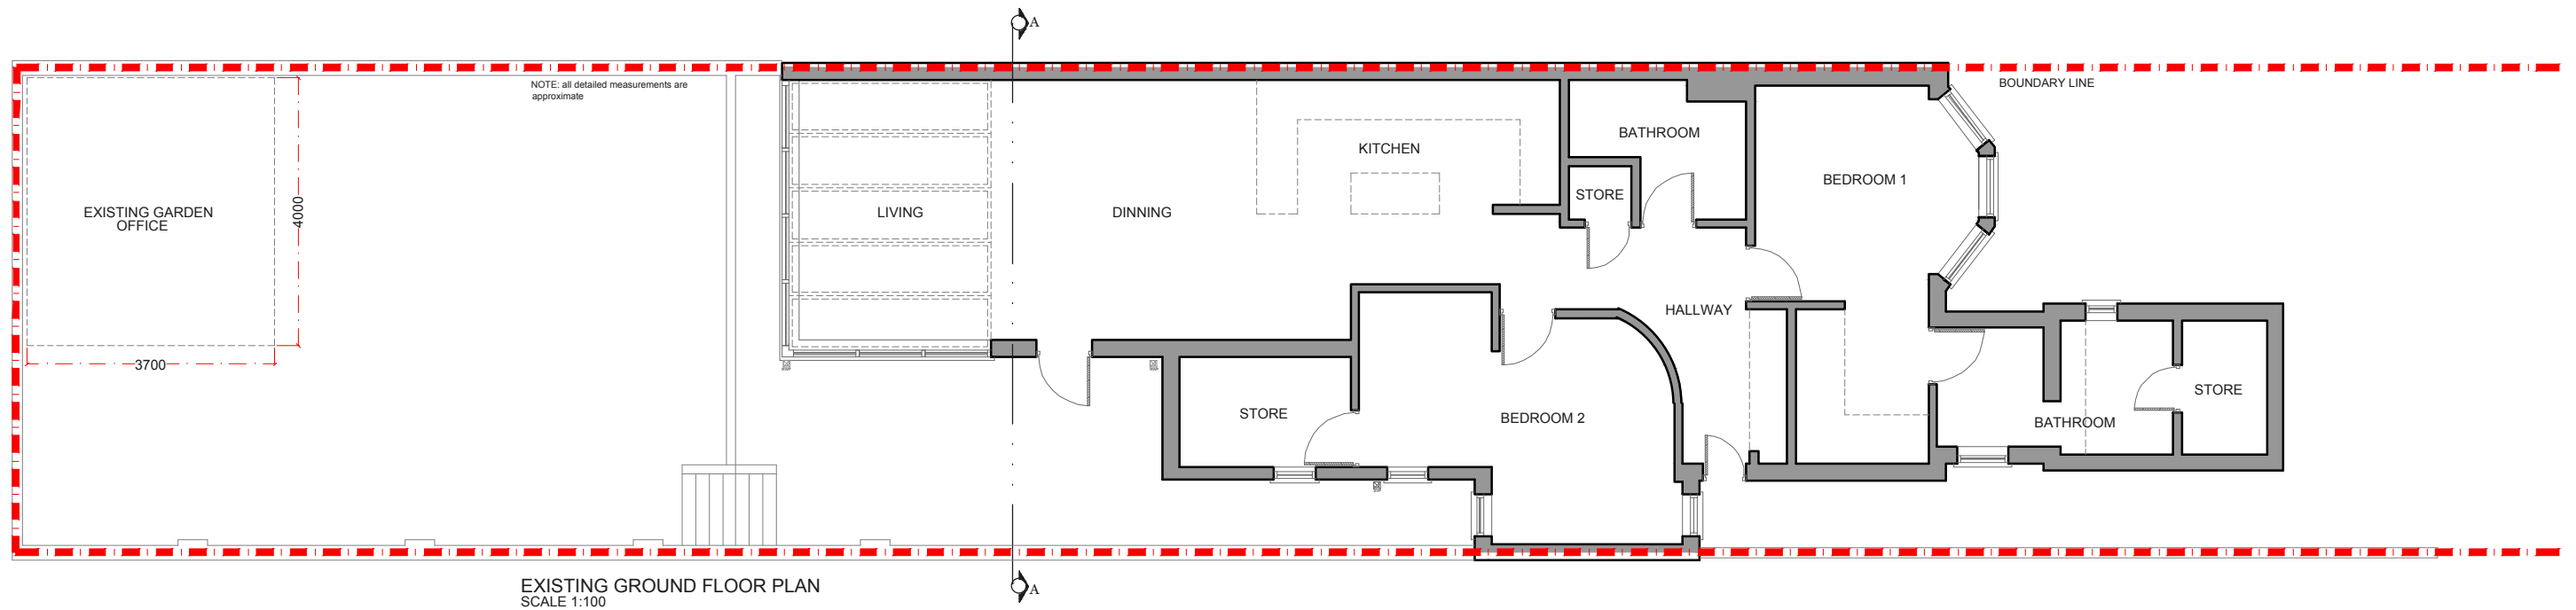 A
NOTE: all detailed measurements are
approximate
BOUNDARY LINE
BATHROOM
KITCHEN
BEDROOM 1
STORE
EXISTING GARDEN
OFFICE
4000
LIVING
DINNING
HALLWAY
3700
STORE
BEDROOM 2
BATHROOM
STORE
EXISTING GROUND FLOOR PLAN
SCALE 1:100
A